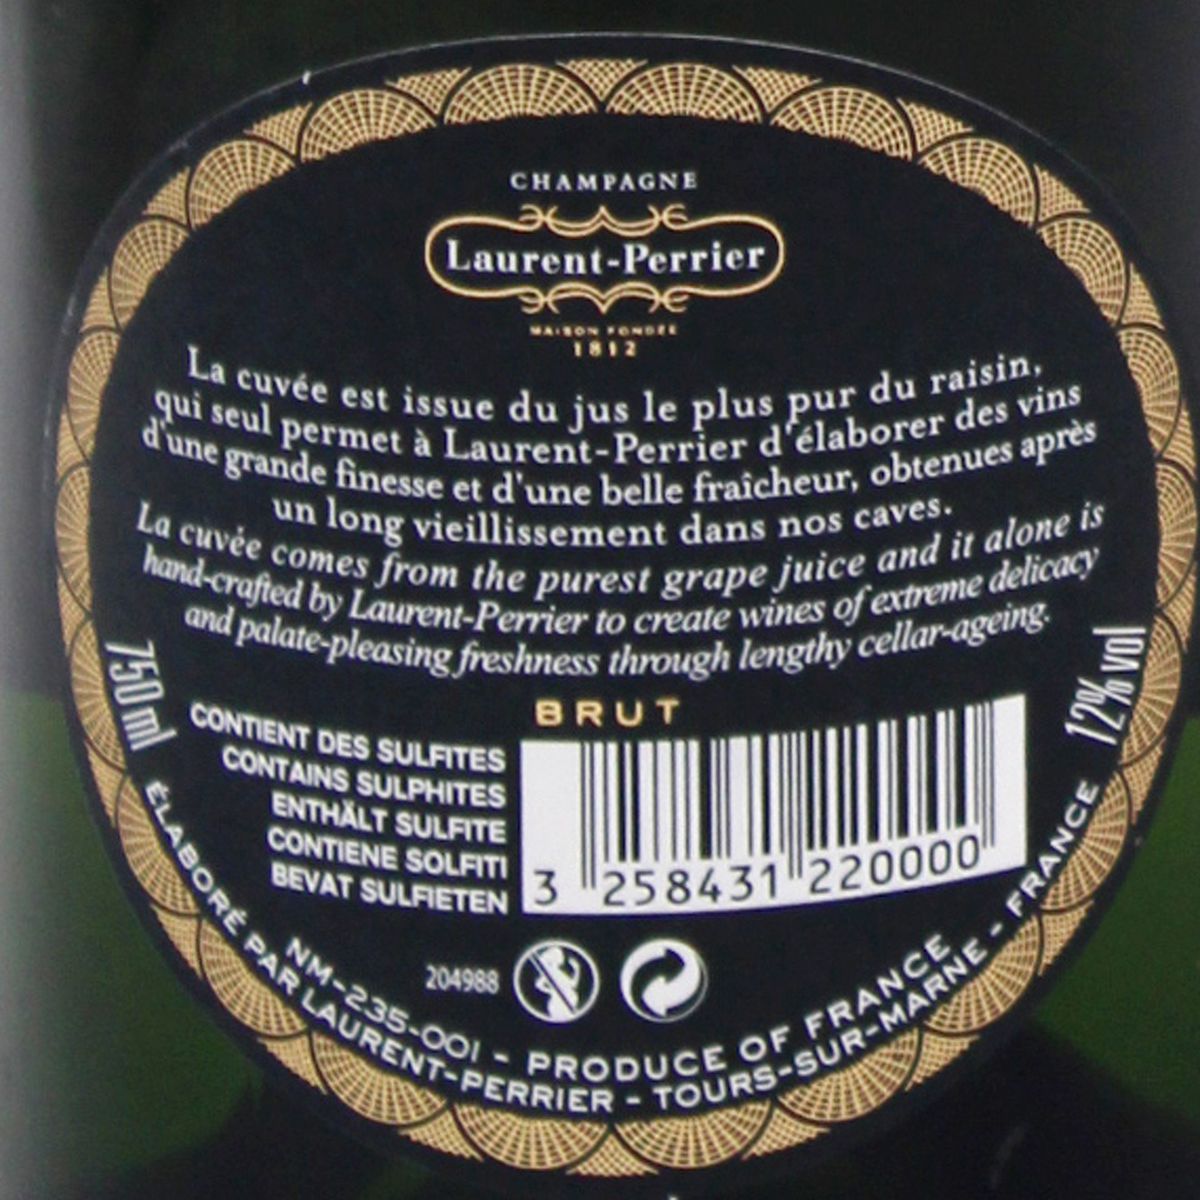 CHAMPAGNE
Laurent-Perrier
MAISON FONDÉE
1812
La cuvée est issue du jus le plus pur du raisin,
qui seul permet à Laurent-Perrier d'élaborer des vins
d'une grande finesse et d'une belle fraîcheur, obtenues après
un long vieillissement dans nos caves.
La cuvée comes from the purest grape juice and it alone is
hand-crafted by Laurent-Perrier to create wines of extreme delicacy
and palate-pleasing freshness through lengthy cellar-ageing.
750 ml
12% vol
BRUT
CONTIENT DES SULFITES
CONTAINS SULPHITES
ENTHÄLT SULFITE
CONTIENE SOLFITI
BEVAT SULFIETEN
3 258431 220000
204988
NM-235-001 - PRODUCE OF FRANCE
ÉLABORÉ PAR LAURENT-PERRIER - TOURS-SUR-MARNE - FRANCE